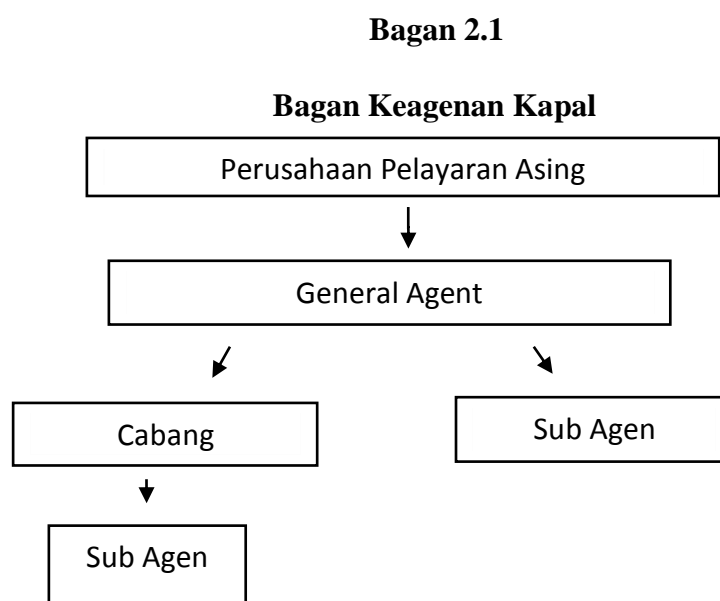 Bagan 2.1
Bagan Keagenan Kapal
Perusahaan Pelayaran Asing
General Agent
Cabang
Sub Agen
Sub Agen